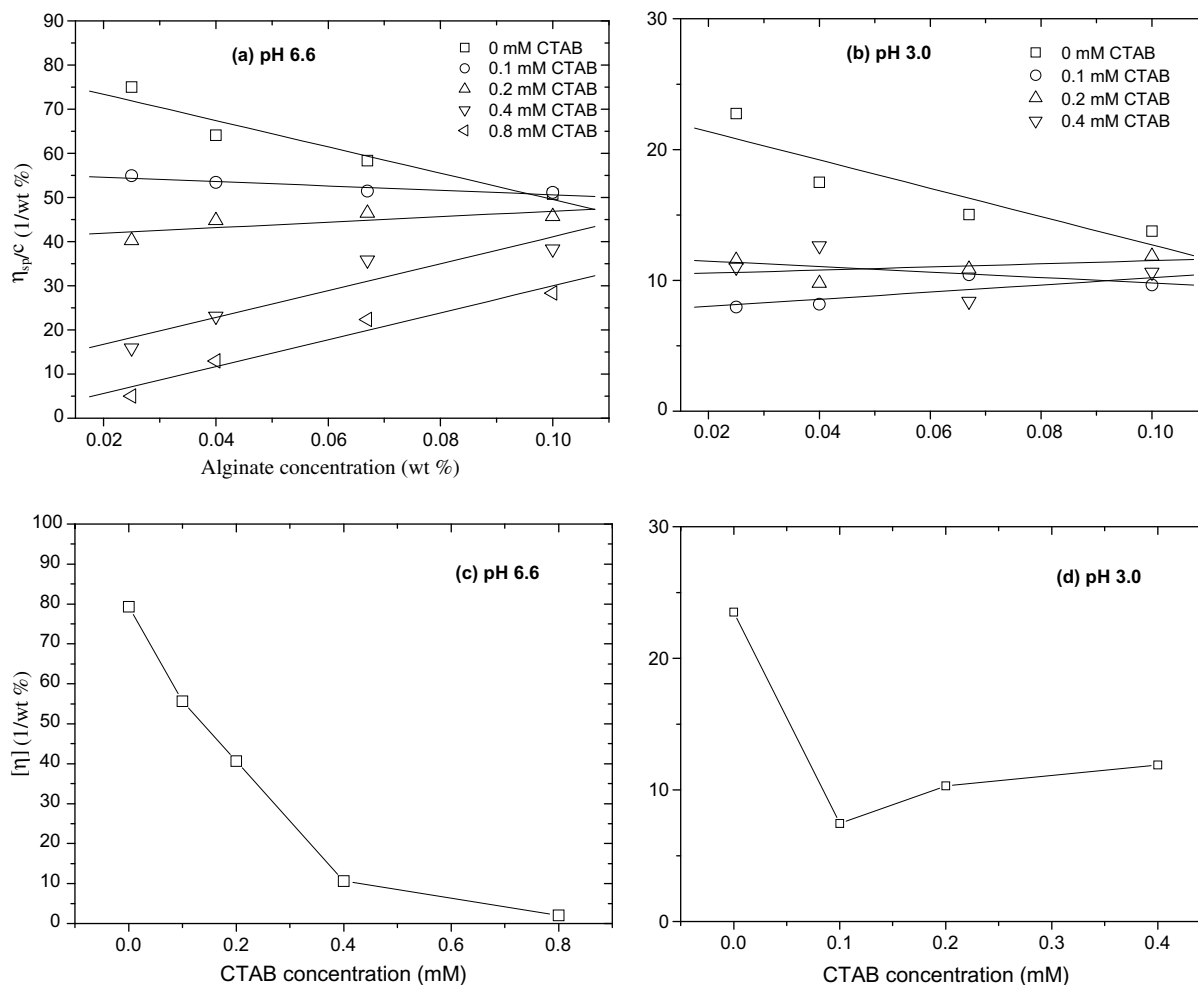 90
80
70
60
50
40
30
20
10
0
η_sp/c (1/wt %)
(a) pH 6.6
0 mM CTAB
0.1 mM CTAB
0.2 mM CTAB
0.4 mM CTAB
0.8 mM CTAB
0.02 0.04 0.06 0.08 0.10
Alginate concentration (wt %)
30
20
10
0
(b) pH 3.0
0 mM CTAB
0.1 mM CTAB
0.2 mM CTAB
0.4 mM CTAB
0.02 0.04 0.06 0.08 0.10
100
90
80
70
60
50
40
30
20
10
0
[η] (1/wt %)
(c) pH 6.6
0.0 0.2 0.4 0.6 0.8
CTAB concentration (mM)
30
20
10
0
(d) pH 3.0
0.0 0.1 0.2 0.3 0.4
CTAB concentration (mM)